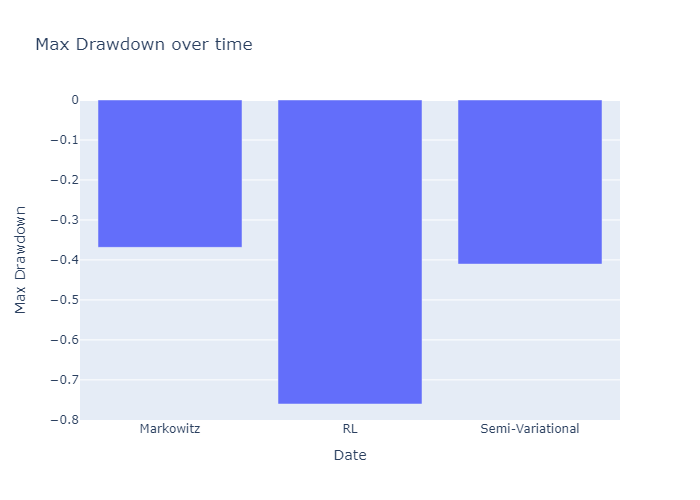 Max Drawdown over time
Max Drawdown
0
−0.1
−0.2
−0.3
−0.4
−0.5
−0.6
−0.7
−0.8
Markowitz
RL
Semi-Variational
Date